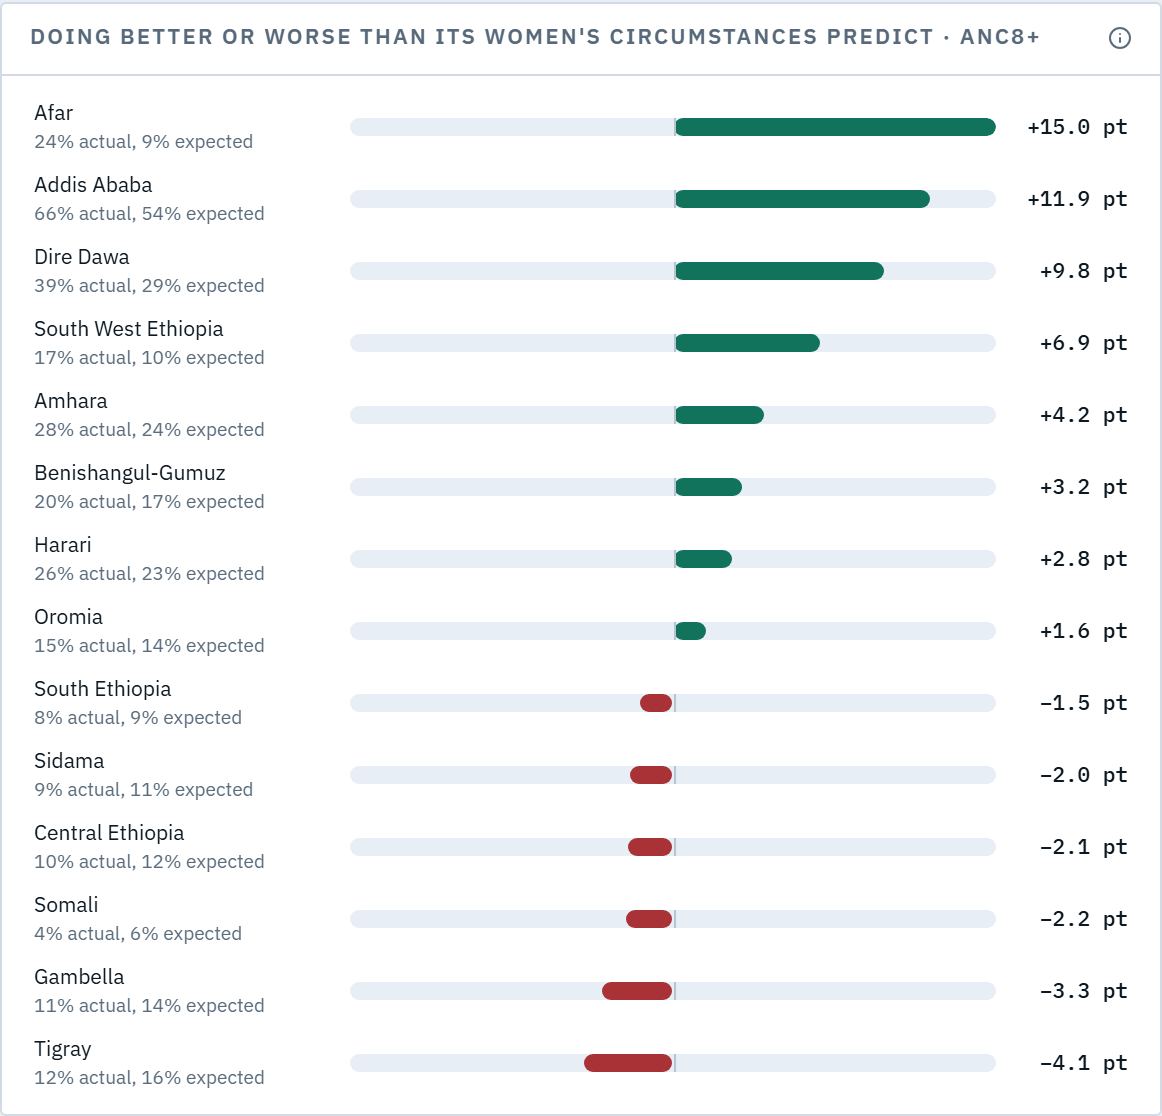 DOING BETTER OR WORSE THAN ITS WOMEN'S CIRCUMSTANCES PREDICT · ANC8+
Afar
24% actual, 9% expected
+15.0 pt
Addis Ababa
66% actual, 54% expected
+11.9 pt
Dire Dawa
39% actual, 29% expected
+9.8 pt
South West Ethiopia
17% actual, 10% expected
+6.9 pt
Amhara
28% actual, 24% expected
+4.2 pt
Benishangul-Gumuz
20% actual, 17% expected
+3.2 pt
Harari
26% actual, 23% expected
+2.8 pt
Oromia
15% actual, 14% expected
+1.6 pt
South Ethiopia
8% actual, 9% expected
−1.5 pt
Sidama
9% actual, 11% expected
−2.0 pt
Central Ethiopia
10% actual, 12% expected
−2.1 pt
Somali
4% actual, 6% expected
−2.2 pt
Gambella
11% actual, 14% expected
−3.3 pt
Tigray
12% actual, 16% expected
−4.1 pt